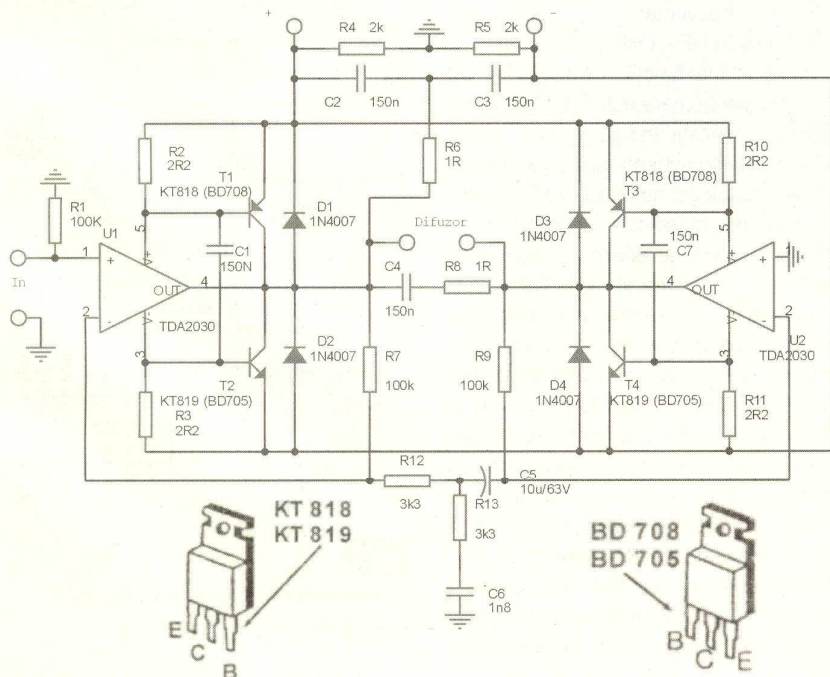 +
-
R4 2k
R5 2k
C2 150n
C3 150n
R2
2R2
T1
KT818 (BD708)
R6
1R
R10
2R2
KT818 (BD708)
T3
R1
100K
U1
D1
1N4007
Difuzor
D3
1N4007
150n
C7
In
1
+
5
V+
C1
150N
OUT
4
C4
150n
R8 1R
4
OUT
5
V+
1
+
2
-
V-
TDA2030
3
D2
1N4007
R7
100k
R9
100k
D4
1N4007
T4
KT819 (BD705)
3
V-
-
2
U2
TDA2030
T2
KT819 (BD705)
R3
2R2
R11
2R2
R12
3k3
R13
3k3
C5
10u/63V
C6
1n8
KT 818
KT 819
E
C
B
BD 708
BD 705
B
C
E